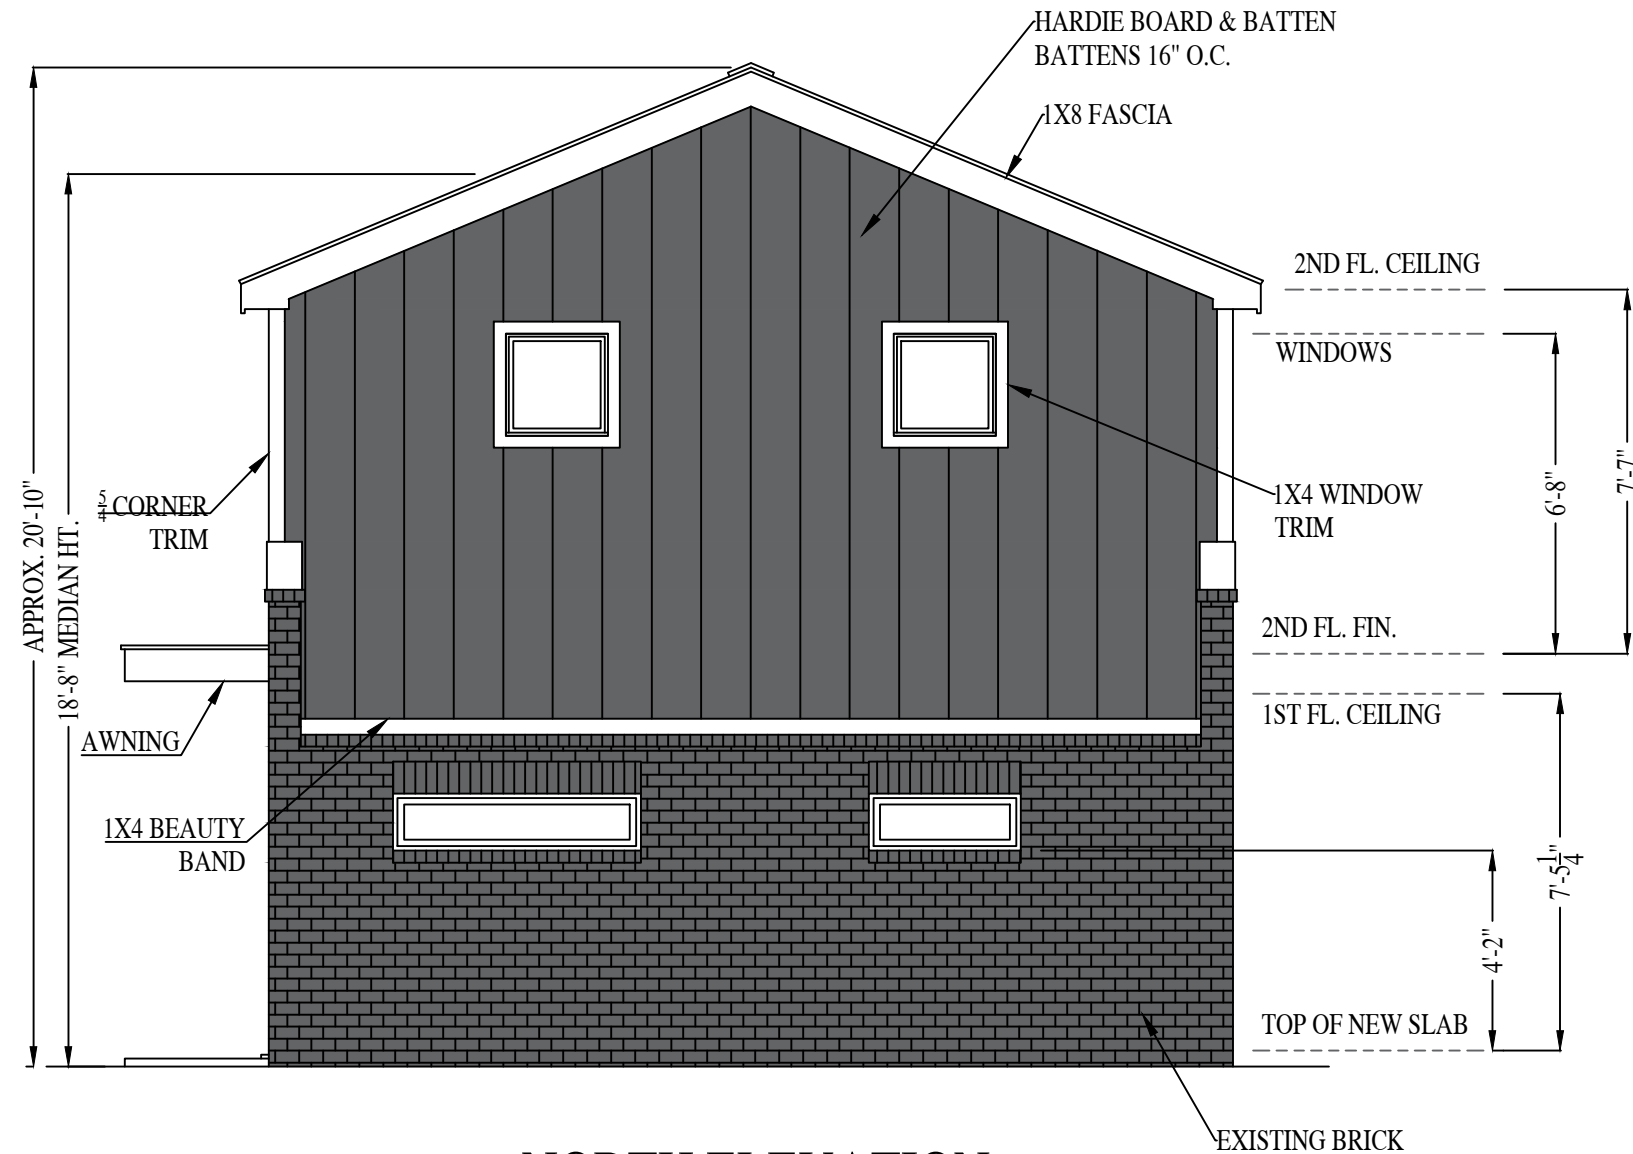 HARDIE BOARD & BATTEN
BATTENS 16" O.C.
1X8 FASCIA
2ND FL. CEILING
WINDOWS
7'-7"
6'-8"
1X4 WINDOW
TRIM
5/4 CORNER
TRIM
APPROX. 20'-10"
18'-8" MEDIAN HT.
2ND FL. FIN.
1ST FL. CEILING
AWNING
1X4 BEAUTY
BAND
7'-5 1/4"
4'-2"
TOP OF NEW SLAB
EXISTING BRICK
NORTH ELEVATION